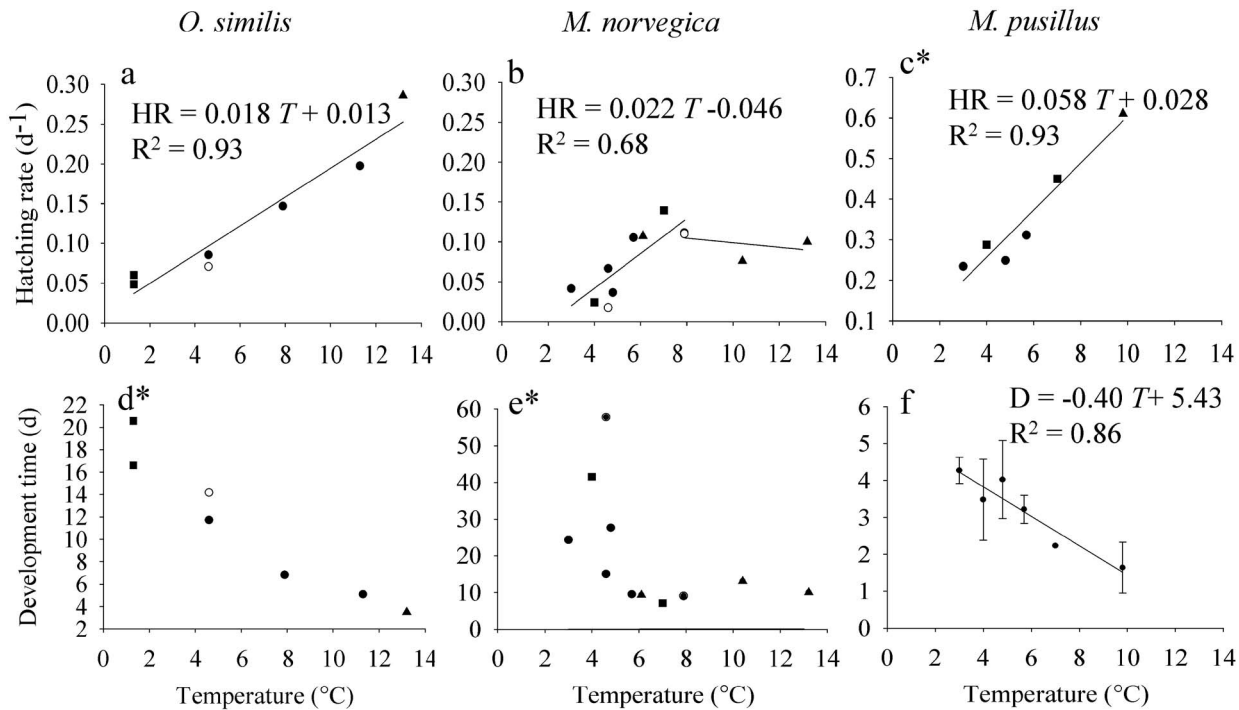 O. similis
M. norvegica
M. pusillus
a
HR = 0.018 T + 0.013
R² = 0.93
Hatching rate (d⁻¹)
0.30
0.25
0.20
0.15
0.10
0.05
0.00
0 2 4 6 8 10 12 14
b
HR = 0.022 T -0.046
R² = 0.68
0.30
0.25
0.20
0.15
0.10
0.05
0.00
0 2 4 6 8 10 12 14
c*
HR = 0.058 T + 0.028
R² = 0.93
0.7
0.6
0.5
0.4
0.3
0.2
0.1
0 2 4 6 8 10 12 14
d*
Development time (d)
22
20
18
16
14
12
10
8
6
4
2
0 2 4 6 8 10 12 14
Temperature (°C)
e*
60
50
40
30
20
10
0
0 2 4 6 8 10 12 14
Temperature (°C)
f
D = -0.40 T+ 5.43
R² = 0.86
6
5
4
3
2
1
0
0 2 4 6 8 10 12 14
Temperature (°C)